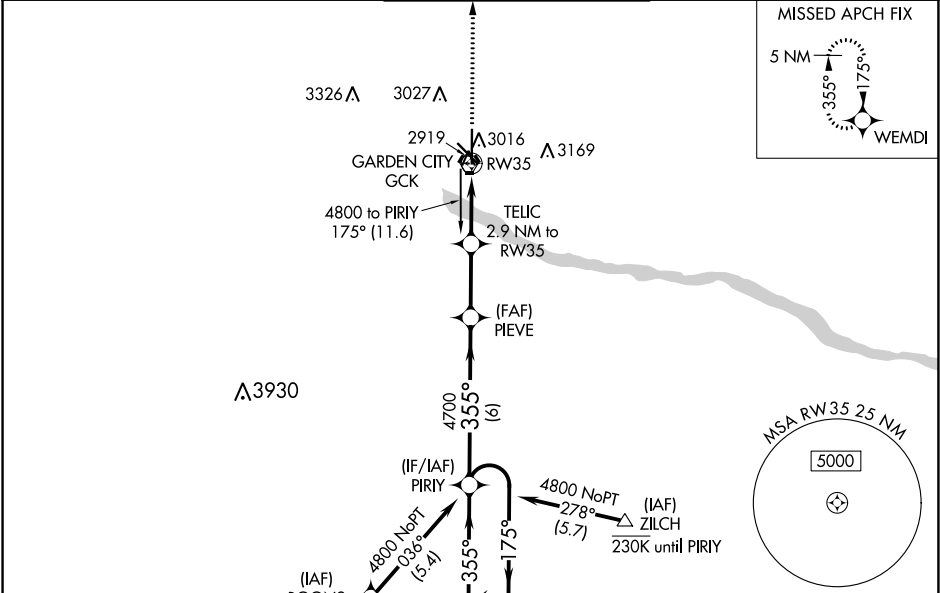 MISSED APCH FIX
5 NM
355°
175°
WEMDI
3326
3027
2919
3016
3169
GARDEN CITY
GCK
RW35
4800 to PIRIY
175° (11.6)
TELIC
2.9 NM to
RW35
(FAF)
PIEVE
3930
4700
355°
(6)
MSA RW35 25 NM
5000
(IF/IAF)
PIRIY
4800 NoPT
278°
(5.7)
(IAF)
ZILCH
230K until PIRIY
4800 NoPT
036°
(5.4)
355°
175°
(IAF)